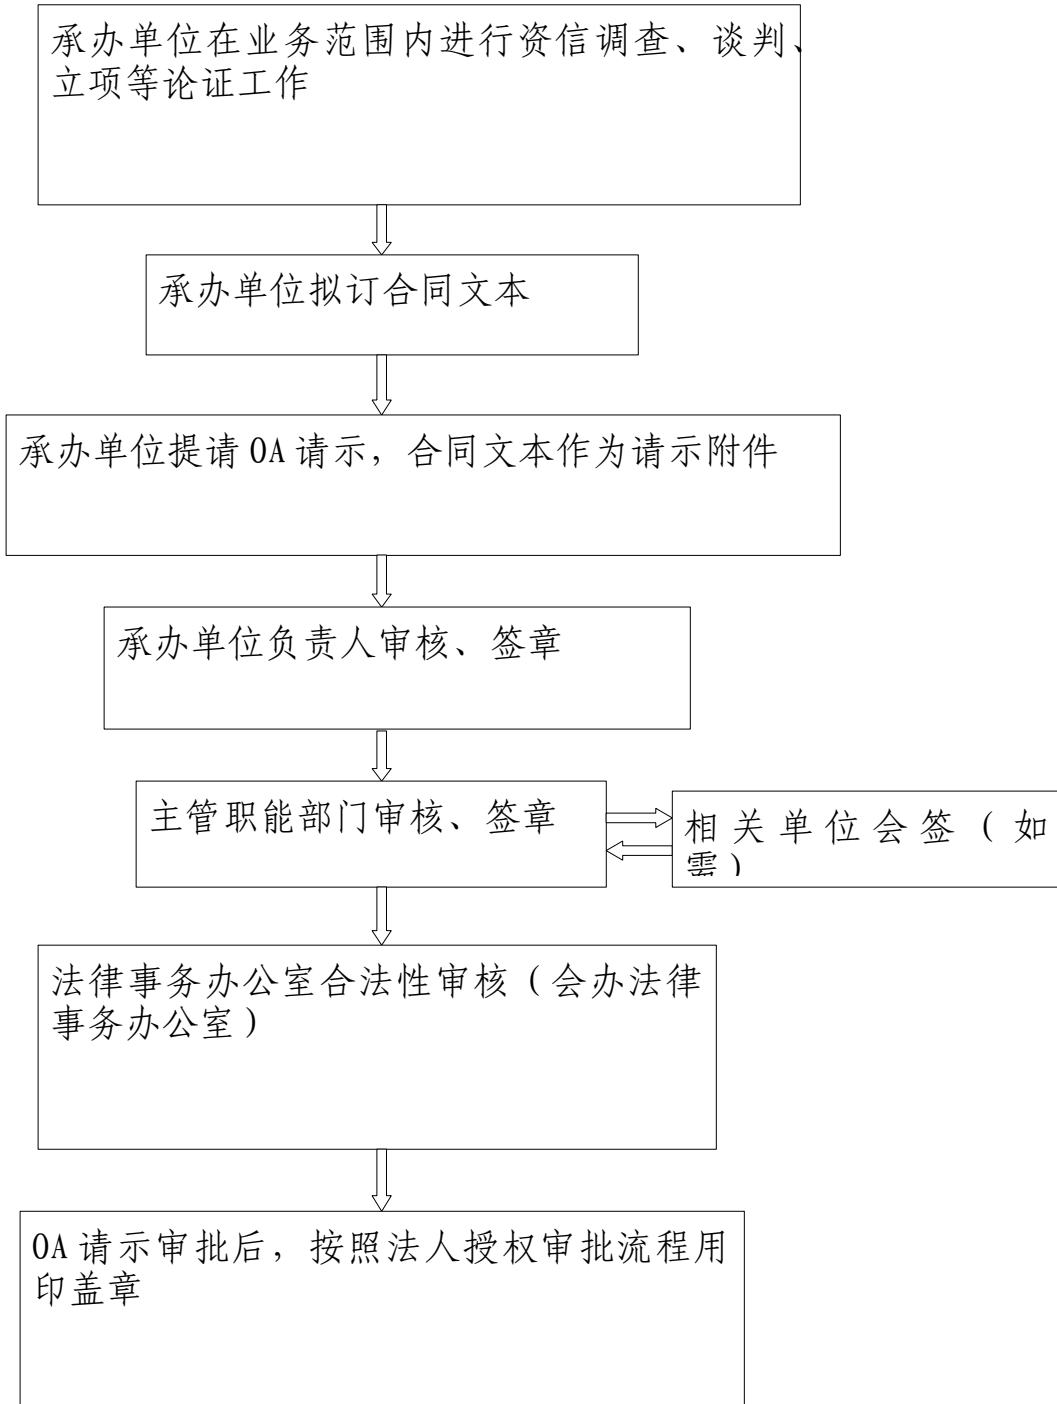 承办单位在业务范围内进行资信调查、谈判、
立项等论证工作
承办单位拟订合同文本
承办单位提请OA请示，合同文本作为请示附件
承办单位负责人审核、签章
主管职能部门审核、签章
相关单位会签（如
需）
法律事务办公室合法性审核（会办法律
事务办公室）
OA请示审批后，按照法人授权审批流程用
印盖章